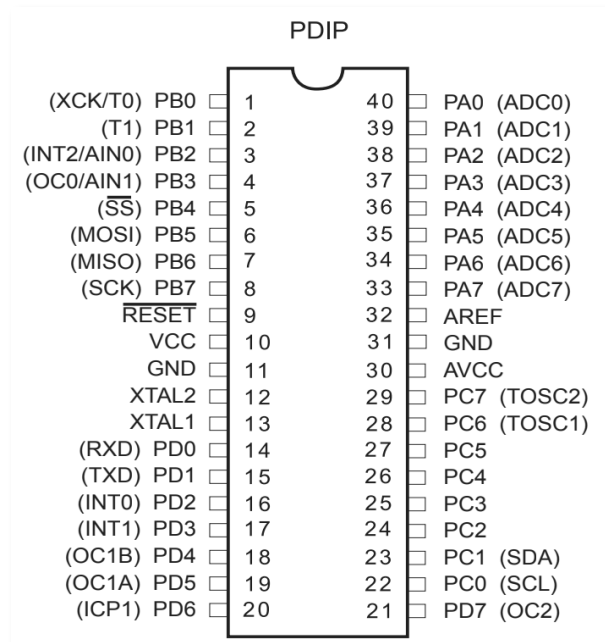 PDIP
(XCK/T0) PB0 1 40 PA0 (ADC0)
(T1) PB1 2 39 PA1 (ADC1)
(INT2/AIN0) PB2 3 38 PA2 (ADC2)
(OC0/AIN1) PB3 4 37 PA3 (ADC3)
(SS) PB4 5 36 PA4 (ADC4)
(MOSI) PB5 6 35 PA5 (ADC5)
(MISO) PB6 7 34 PA6 (ADC6)
(SCK) PB7 8 33 PA7 (ADC7)
RESET 9 32 AREF
VCC 10 31 GND
GND 11 30 AVCC
XTAL2 12 29 PC7 (TOSC2)
XTAL1 13 28 PC6 (TOSC1)
(RXD) PD0 14 27 PC5
(TXD) PD1 15 26 PC4
(INT0) PD2 16 25 PC3
(INT1) PD3 17 24 PC2
(OC1B) PD4 18 23 PC1 (SDA)
(OC1A) PD5 19 22 PC0 (SCL)
(ICP1) PD6 20 21 PD7 (OC2)